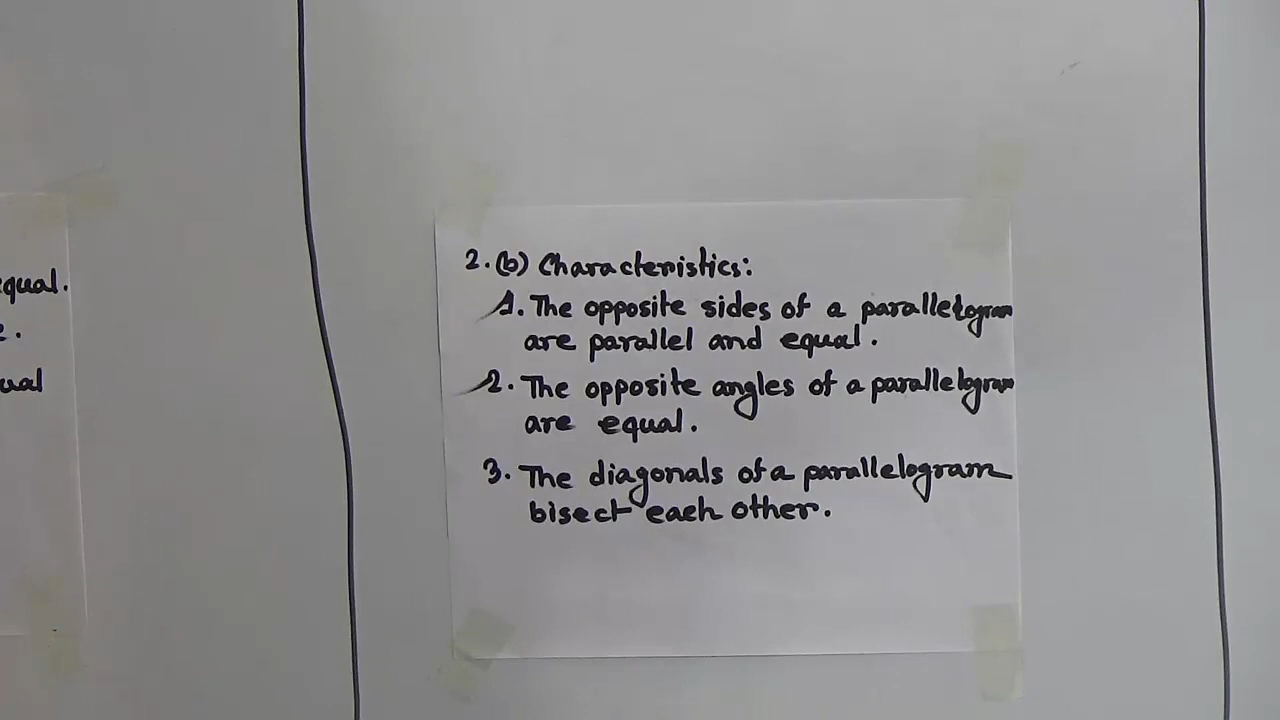 equal.
2. (b) Characteristics:
1. The opposite sides of a parallelogram
are parallel and equal.
2. The opposite angles of a parallelogram
are equal.
3. The diagonals of a parallelogram
bisect each other.